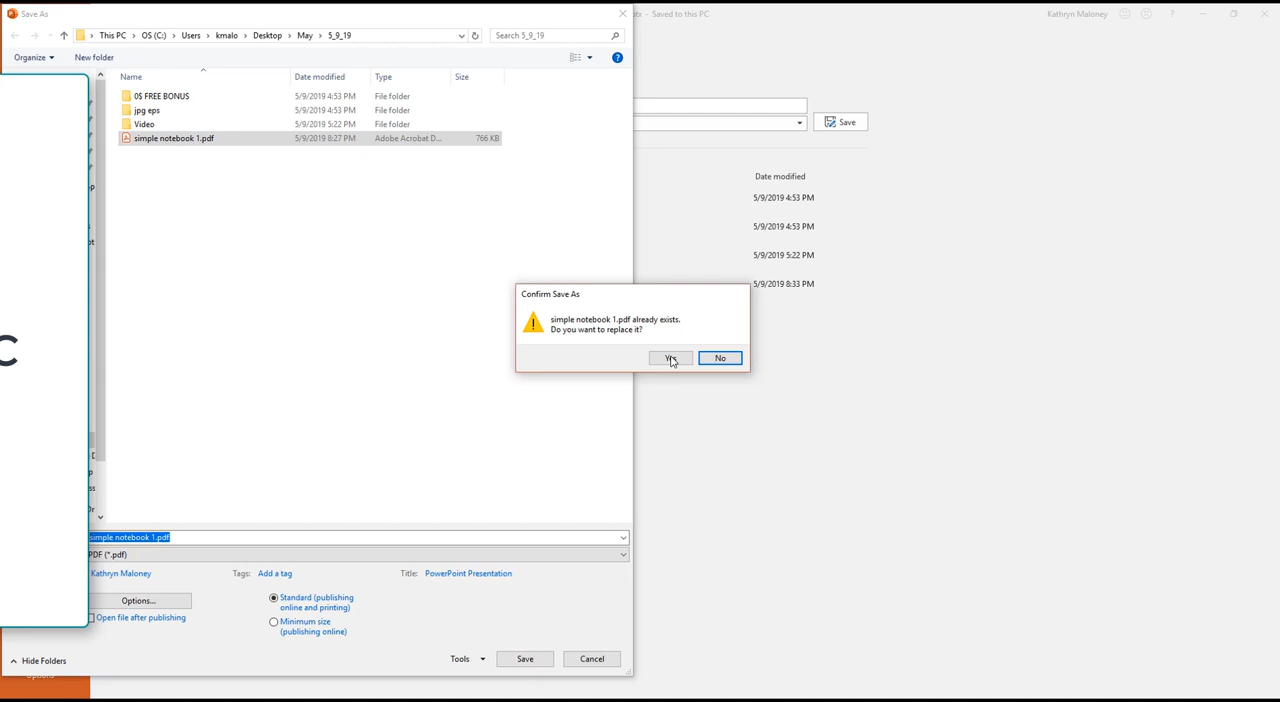 Save As
- Saved to this PC
Kathryn Maloney
?
This PC > OS (C:) > Users > kmalo > Desktop > May > 5_9_19
Search 5_9_19
Organize
New folder
?
Name
Date modified
Type
Size
0$ FREE BONUS
5/9/2019 4:53 PM
File folder
jpg eps
5/9/2019 4:53 PM
File folder
Video
5/9/2019 5:22 PM
File folder
simple notebook 1.pdf
5/9/2019 8:27 PM
Adobe Acrobat D...
766 KB
Save
Date modified
5/9/2019 4:53 PM
5/9/2019 4:53 PM
5/9/2019 5:22 PM
5/9/2019 8:33 PM
Confirm Save As
simple notebook 1.pdf already exists.
Do you want to replace it?
Yes
No
C
simple notebook 1.pdf
PDF (*.pdf)
Kathryn Maloney
Tags:
Add a tag
Title:
PowerPoint Presentation
Options...
Open file after publishing
Standard (publishing
online and printing)
Minimum size
(publishing online)
Hide Folders
Tools
Save
Cancel
Options